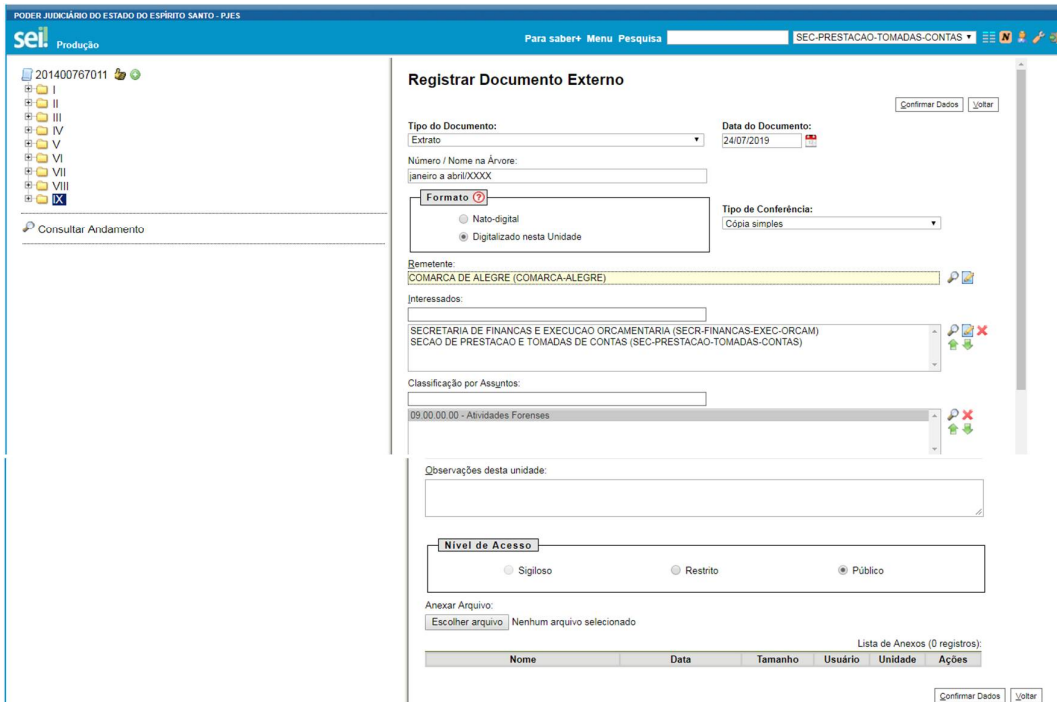 PODER JUDICIÁRIO DO ESTADO DO ESPÍRITO SANTO - PJES
sei! Produção
Para saber+ Menu Pesquisa
SEC-PRESTACAO-TOMADAS-CONTAS
N
201400767011
I
II
III
IV
V
VI
VII
VIII
IX
Consultar Andamento
Registrar Documento Externo
Confirmar Dados Voltar
Tipo do Documento:
Extrato
Data do Documento:
24/07/2019
Número / Nome na Árvore:
janeiro a abril/XXXX
Formato ?
Nato-digital
Digitalizado nesta Unidade
Tipo de Conferência:
Cópia simples
Remetente:
COMARCA DE ALEGRE (COMARCA-ALEGRE)
Interessados:
SECRETARIA DE FINANCAS E EXECUCAO ORCAMENTARIA (SECR-FINANCAS-EXEC-ORCAM)
SECAO DE PRESTACAO E TOMADAS DE CONTAS (SEC-PRESTACAO-TOMADAS-CONTAS)
Classificação por Assuntos:
09.00.00.00 - Atividades Forenses
Observações desta unidade:
Nível de Acesso
Sigiloso Restrito Público
Anexar Arquivo:
Escolher arquivo Nenhum arquivo selecionado
Lista de Anexos (0 registros):
Nome Data Tamanho Usuário Unidade Ações
Confirmar Dados Voltar